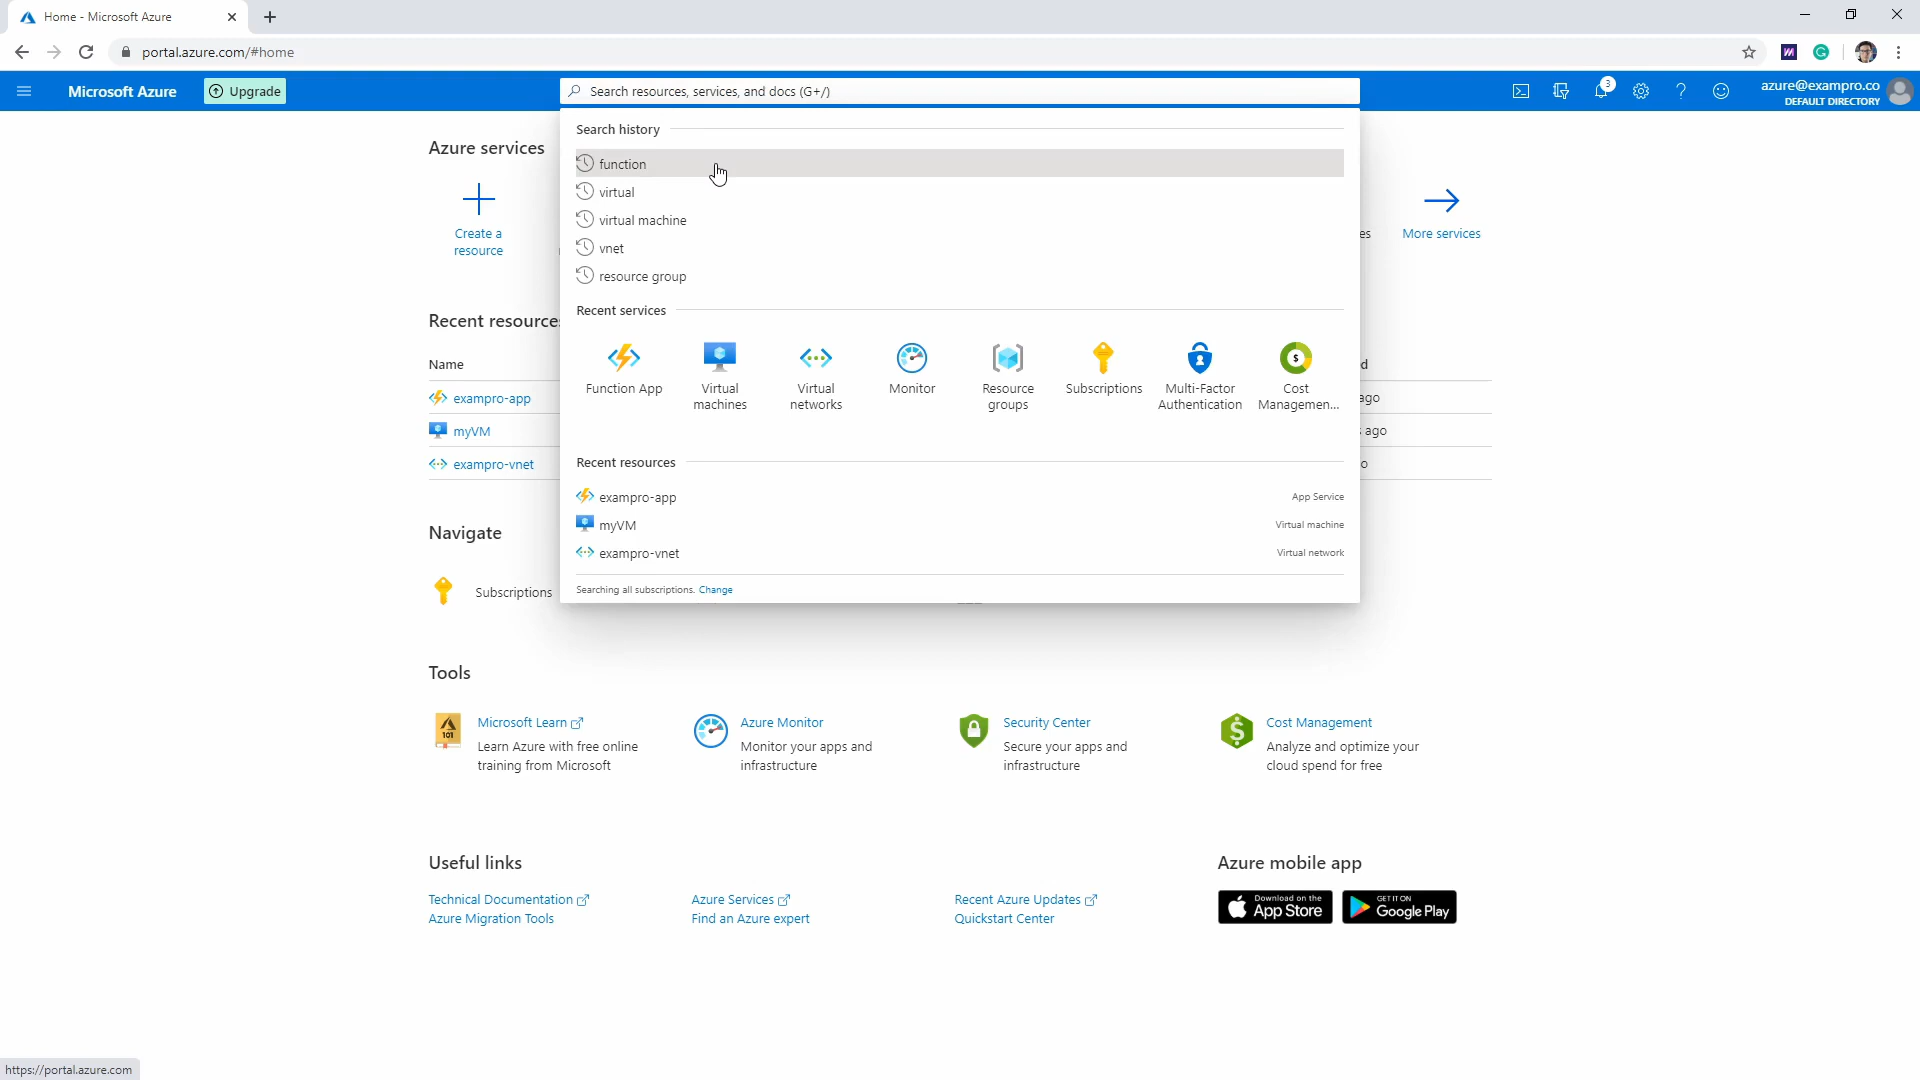 Home - Microsoft Azure
portal.azure.com/#home
Microsoft Azure
Upgrade
Search resources, services, and docs (G+/)
3
azure@exampro.co
DEFAULT DIRECTORY
Search history
function
virtual
virtual machine
vnet
resource group
Recent services
Function App
Virtual
machines
Virtual
networks
Monitor
Resource
groups
Subscriptions
Multi-Factor
Authentication
Cost
Managemen...
Recent resources
exampro-app App Service
myVM Virtual machine
exampro-vnet Virtual network
Searching all subscriptions. Change
Azure services
Create a
resource
es
More services
Recent resource
Name d
exampro-app ago
myVM ago
exampro-vnet o
Navigate
Subscriptions
Tools
101
Microsoft Learn
Learn Azure with free online
training from Microsoft
Azure Monitor
Monitor your apps and
infrastructure
Security Center
Secure your apps and
infrastructure
Cost Management
Analyze and optimize your
cloud spend for free
Useful links
Technical Documentation
Azure Migration Tools
Azure Services
Find an Azure expert
Recent Azure Updates
Quickstart Center
Azure mobile app
Download on the
App Store
GET IT ON
Google Play
https://portal.azure.com